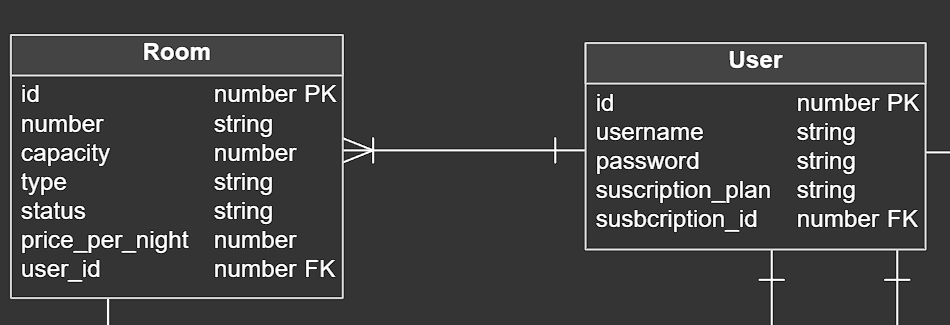 Room
id number PK
number string
capacity number
type string
status string
price_per_night number
user_id number FK
User
id number PK
username string
password string
suscription_plan string
susbcription_id number FK